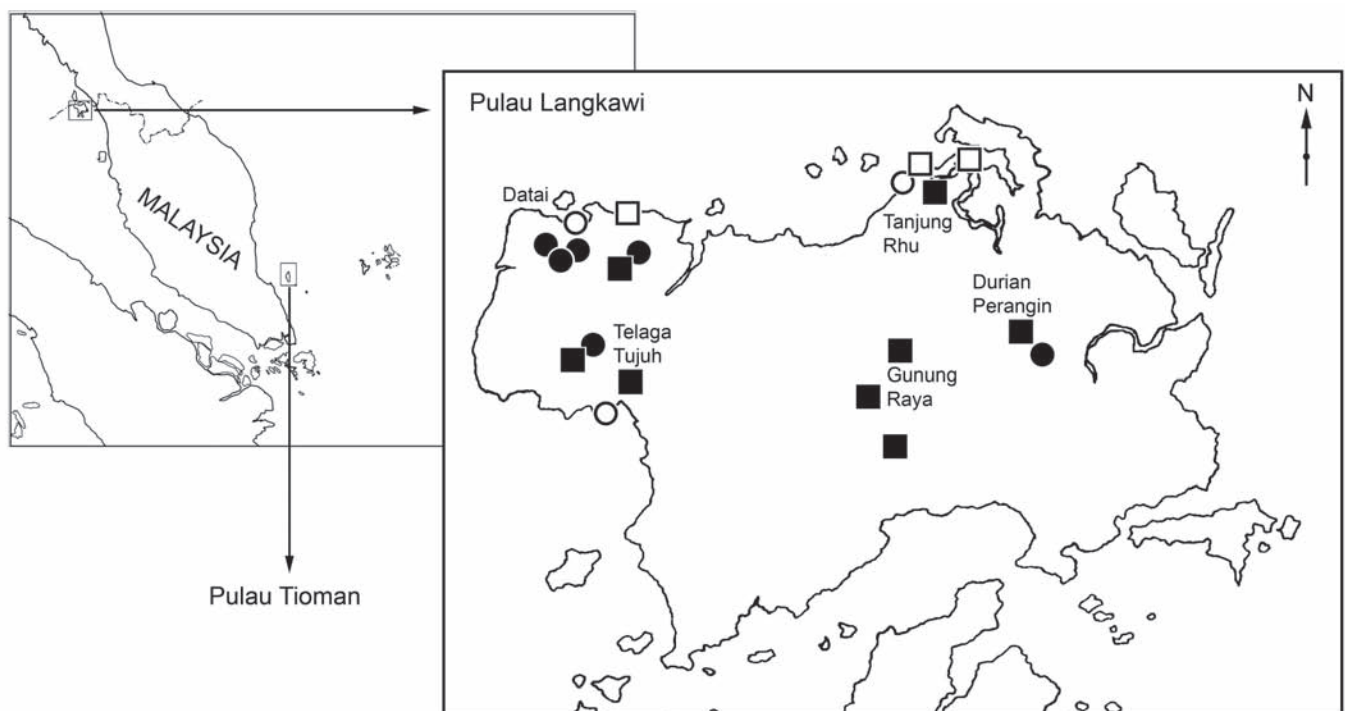 Pulau Langkawi
N
Datai
MALAYSIA
Tanjung
Rhu
Durian
Perangin
Telaga
Tujuh
Gunung
Raya
Pulau Tioman